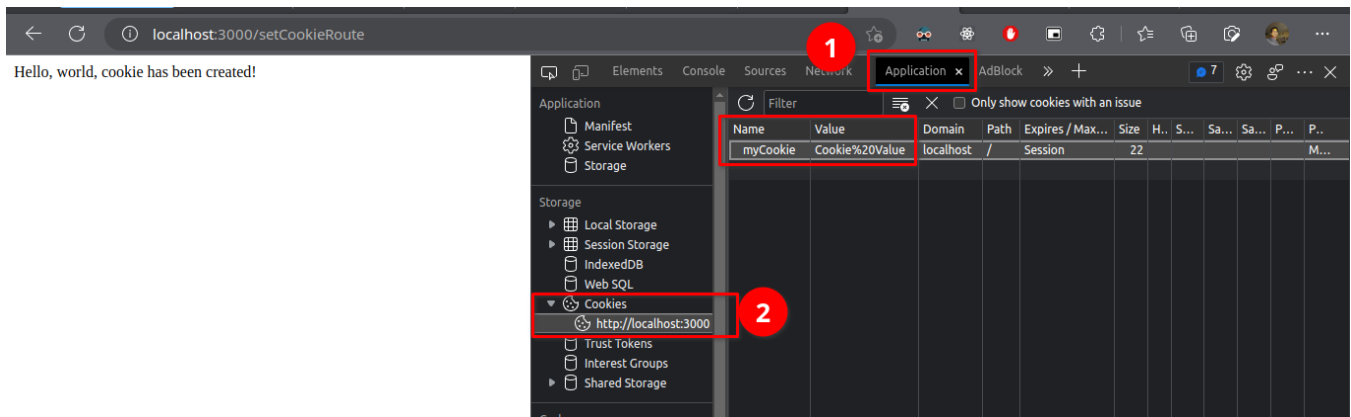 localhost:3000/setCookieRoute
1
Hello, world, cookie has been created!
Elements Console Sources Network Application × AdBlock » + 7
Application
Manifest
Service Workers
Storage
Storage
Local Storage
Session Storage
IndexedDB
Web SQL
Cookies
http://localhost:3000
2
Trust Tokens
Interest Groups
Shared Storage
Filter Only show cookies with an issue
Name Value Domain Path Expires / Max... Size H.. S... Sa... Sa... P... P..
myCookie Cookie%20Value localhost / Session 22 M...